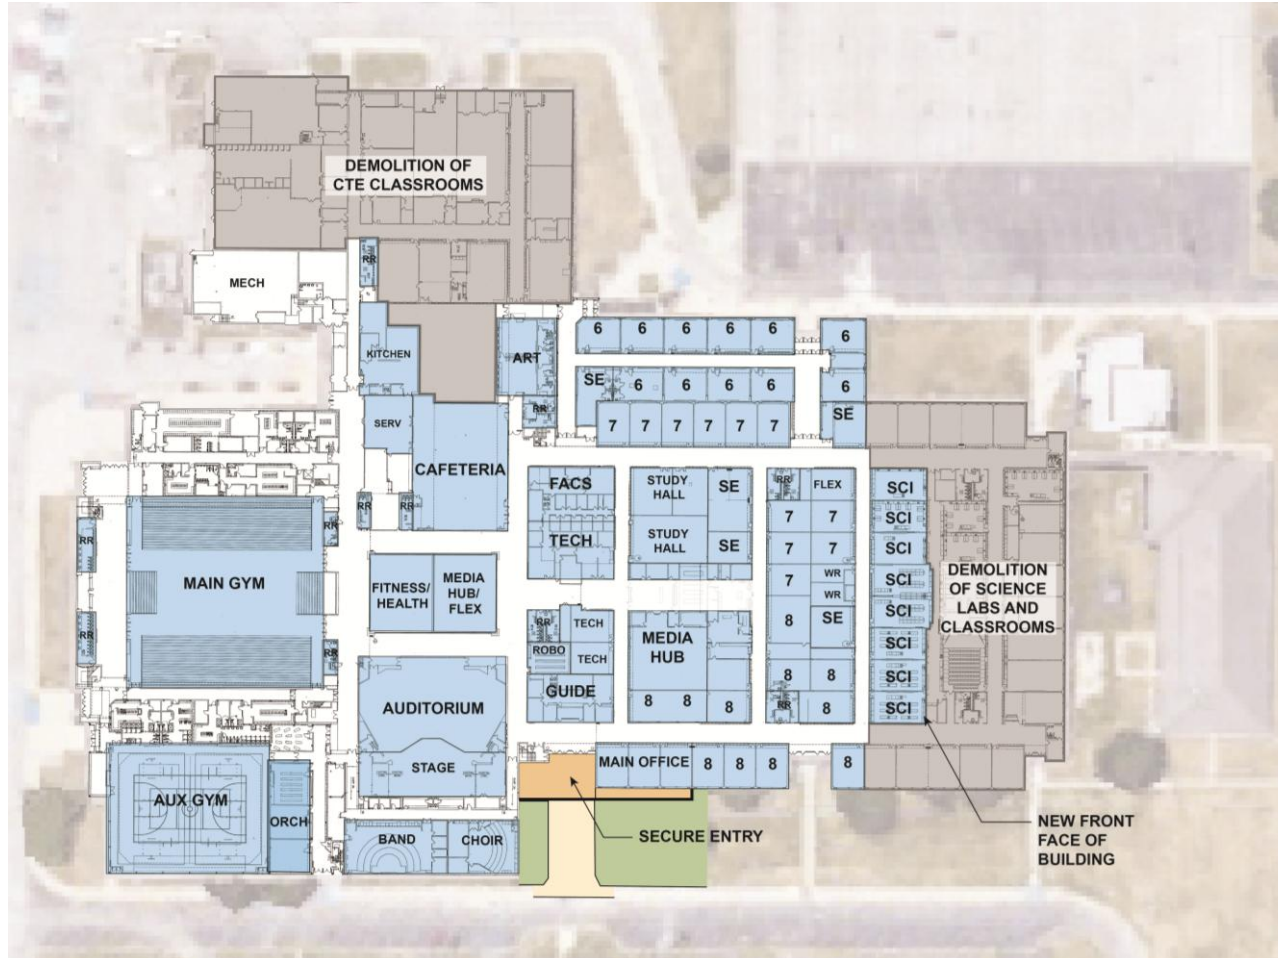 DEMOLITION OF
CTE CLASSROOMS
RR
MECH
6 6 6 6 6
6
KITCHEN
ART
SE 6 6 6 6
6
RR
SE
SERV
7 7 7 7 7 7
CAFETERIA
FACS
STUDY
HALL
SE
RR
FLEX
SCI
RR
RR
RR
RR
7 7
SCI
TECH
STUDY
HALL
SE
7 7
SCI
MAIN GYM
FITNESS/
HEALTH
MEDIA
HUB/
FLEX
7
WR
WR
SCI
DEMOLITION
OF SCIENCE
LABS AND
CLASSROOMS
RR
RR
RR
TECH
8
SE
SCI
ROBO
TECH
MEDIA
HUB
SCI
8 8
SCI
GUIDE
8 8 8
RR
8
SCI
AUDITORIUM
STAGE
MAIN OFFICE
8 8 8
8
AUX GYM
ORCH
BAND
CHOIR
SECURE ENTRY
NEW FRONT
FACE OF
BUILDING